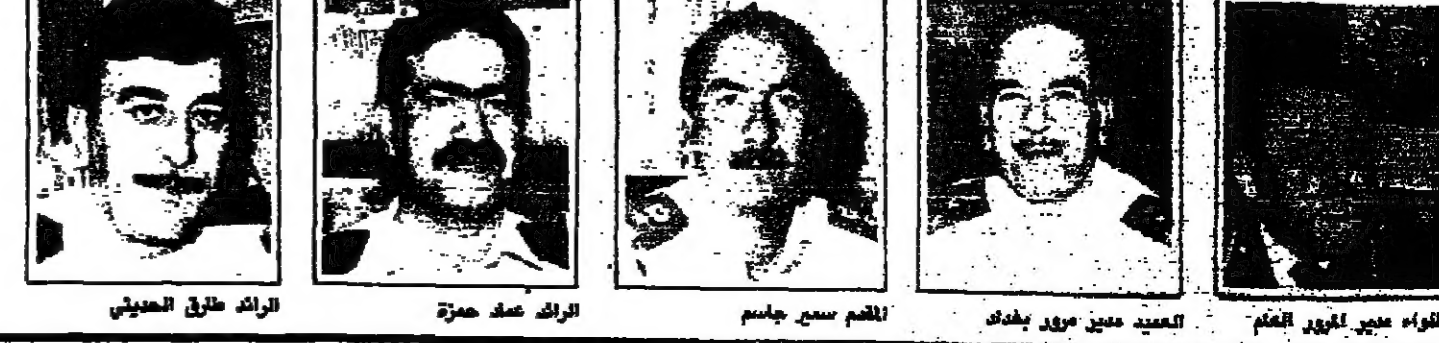 اللواء مدير المرور العام
العميد مدير مرور بغداد
المقدم سمير جاسم
الرائد عماد حمزة
الرائد طارق الحديثي